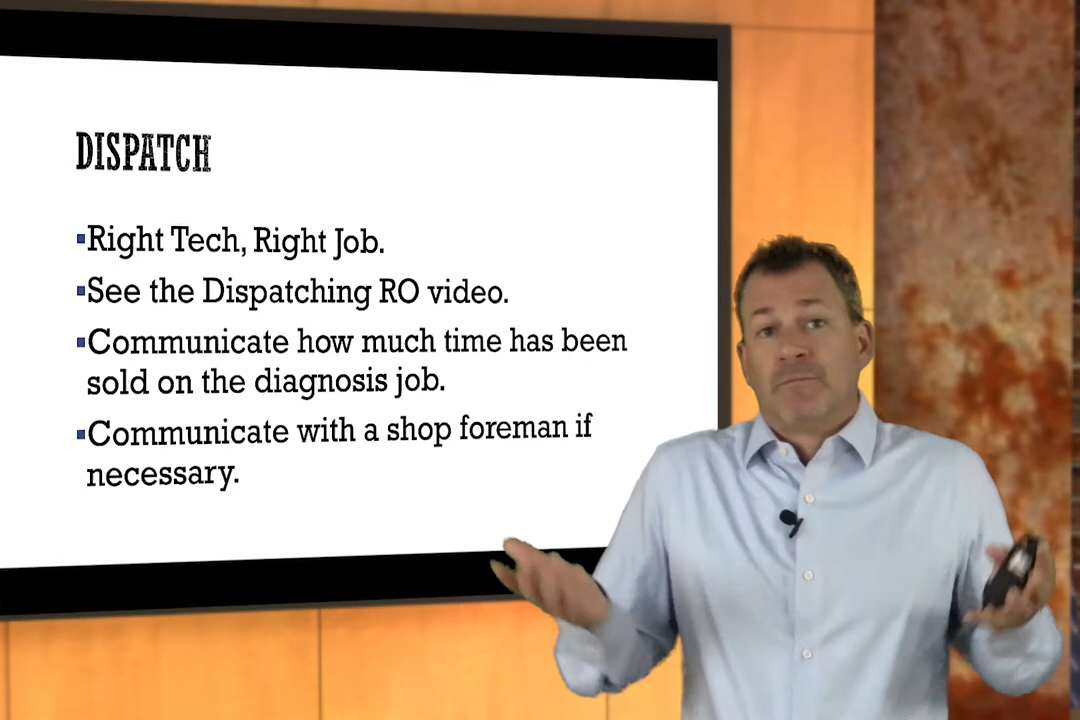 DISPATCH
▪Right Tech, Right Job.
▪See the Dispatching RO video.
▪Communicate how much time has been
sold on the diagnosis job.
▪Communicate with a shop foreman if
necessary.